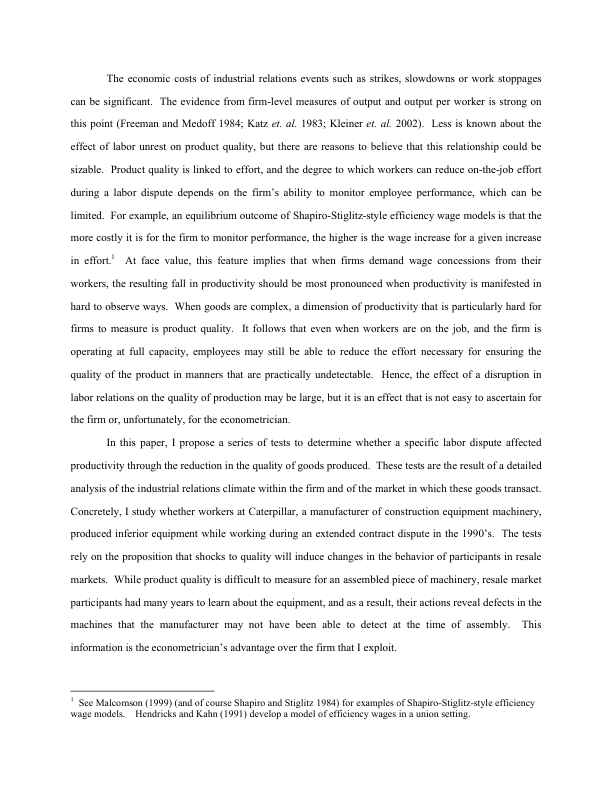 The economic costs of industrial relations events such as strikes, slowdowns or work stoppages
can be significant. The evidence from firm-level measures of output and output per worker is strong on
this point (Freeman and Medoff 1984; Katz et. al. 1983; Kleiner et. al. 2002). Less is known about the
effect of labor unrest on product quality, but there are reasons to believe that this relationship could be
sizable. Product quality is linked to effort, and the degree to which workers can reduce on-the-job effort
during a labor dispute depends on the firm's ability to monitor employee performance, which can be
limited. For example, an equilibrium outcome of Shapiro-Stiglitz-style efficiency wage models is that the
more costly it is for the firm to monitor performance, the higher is the wage increase for a given increase
in effort.1 At face value, this feature implies that when firms demand wage concessions from their
workers, the resulting fall in productivity should be most pronounced when productivity is manifested in
hard to observe ways. When goods are complex, a dimension of productivity that is particularly hard for
firms to measure is product quality. It follows that even when workers are on the job, and the firm is
operating at full capacity, employees may still be able to reduce the effort necessary for ensuring the
quality of the product in manners that are practically undetectable. Hence, the effect of a disruption in
labor relations on the quality of production may be large, but it is an effect that is not easy to ascertain for
the firm or, unfortunately, for the econometrician.
In this paper, I propose a series of tests to determine whether a specific labor dispute affected
productivity through the reduction in the quality of goods produced. These tests are the result of a detailed
analysis of the industrial relations climate within the firm and of the market in which these goods transact.
Concretely, I study whether workers at Caterpillar, a manufacturer of construction equipment machinery,
produced inferior equipment while working during an extended contract dispute in the 1990's. The tests
rely on the proposition that shocks to quality will induce changes in the behavior of participants in resale
markets. While product quality is difficult to measure for an assembled piece of machinery, resale market
participants had many years to learn about the equipment, and as a result, their actions reveal defects in the
machines that the manufacturer may not have been able to detect at the time of assembly. This
information is the econometrician's advantage over the firm that I exploit.
1 See Malcomson (1999) (and of course Shapiro and Stiglitz 1984) for examples of Shapiro-Stiglitz-style efficiency
wage models. Hendricks and Kahn (1991) develop a model of efficiency wages in a union setting.